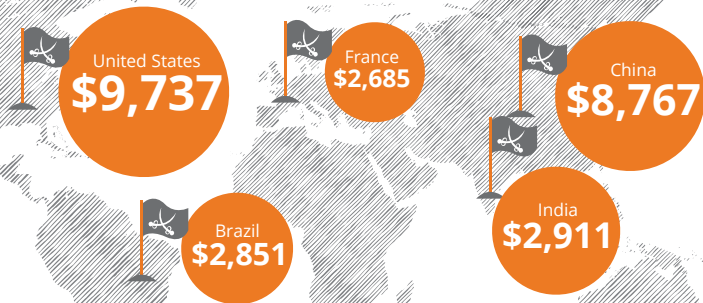 United States
$9,737
France
$2,685
China
$8,767
Brazil
$2,851
India
$2,911